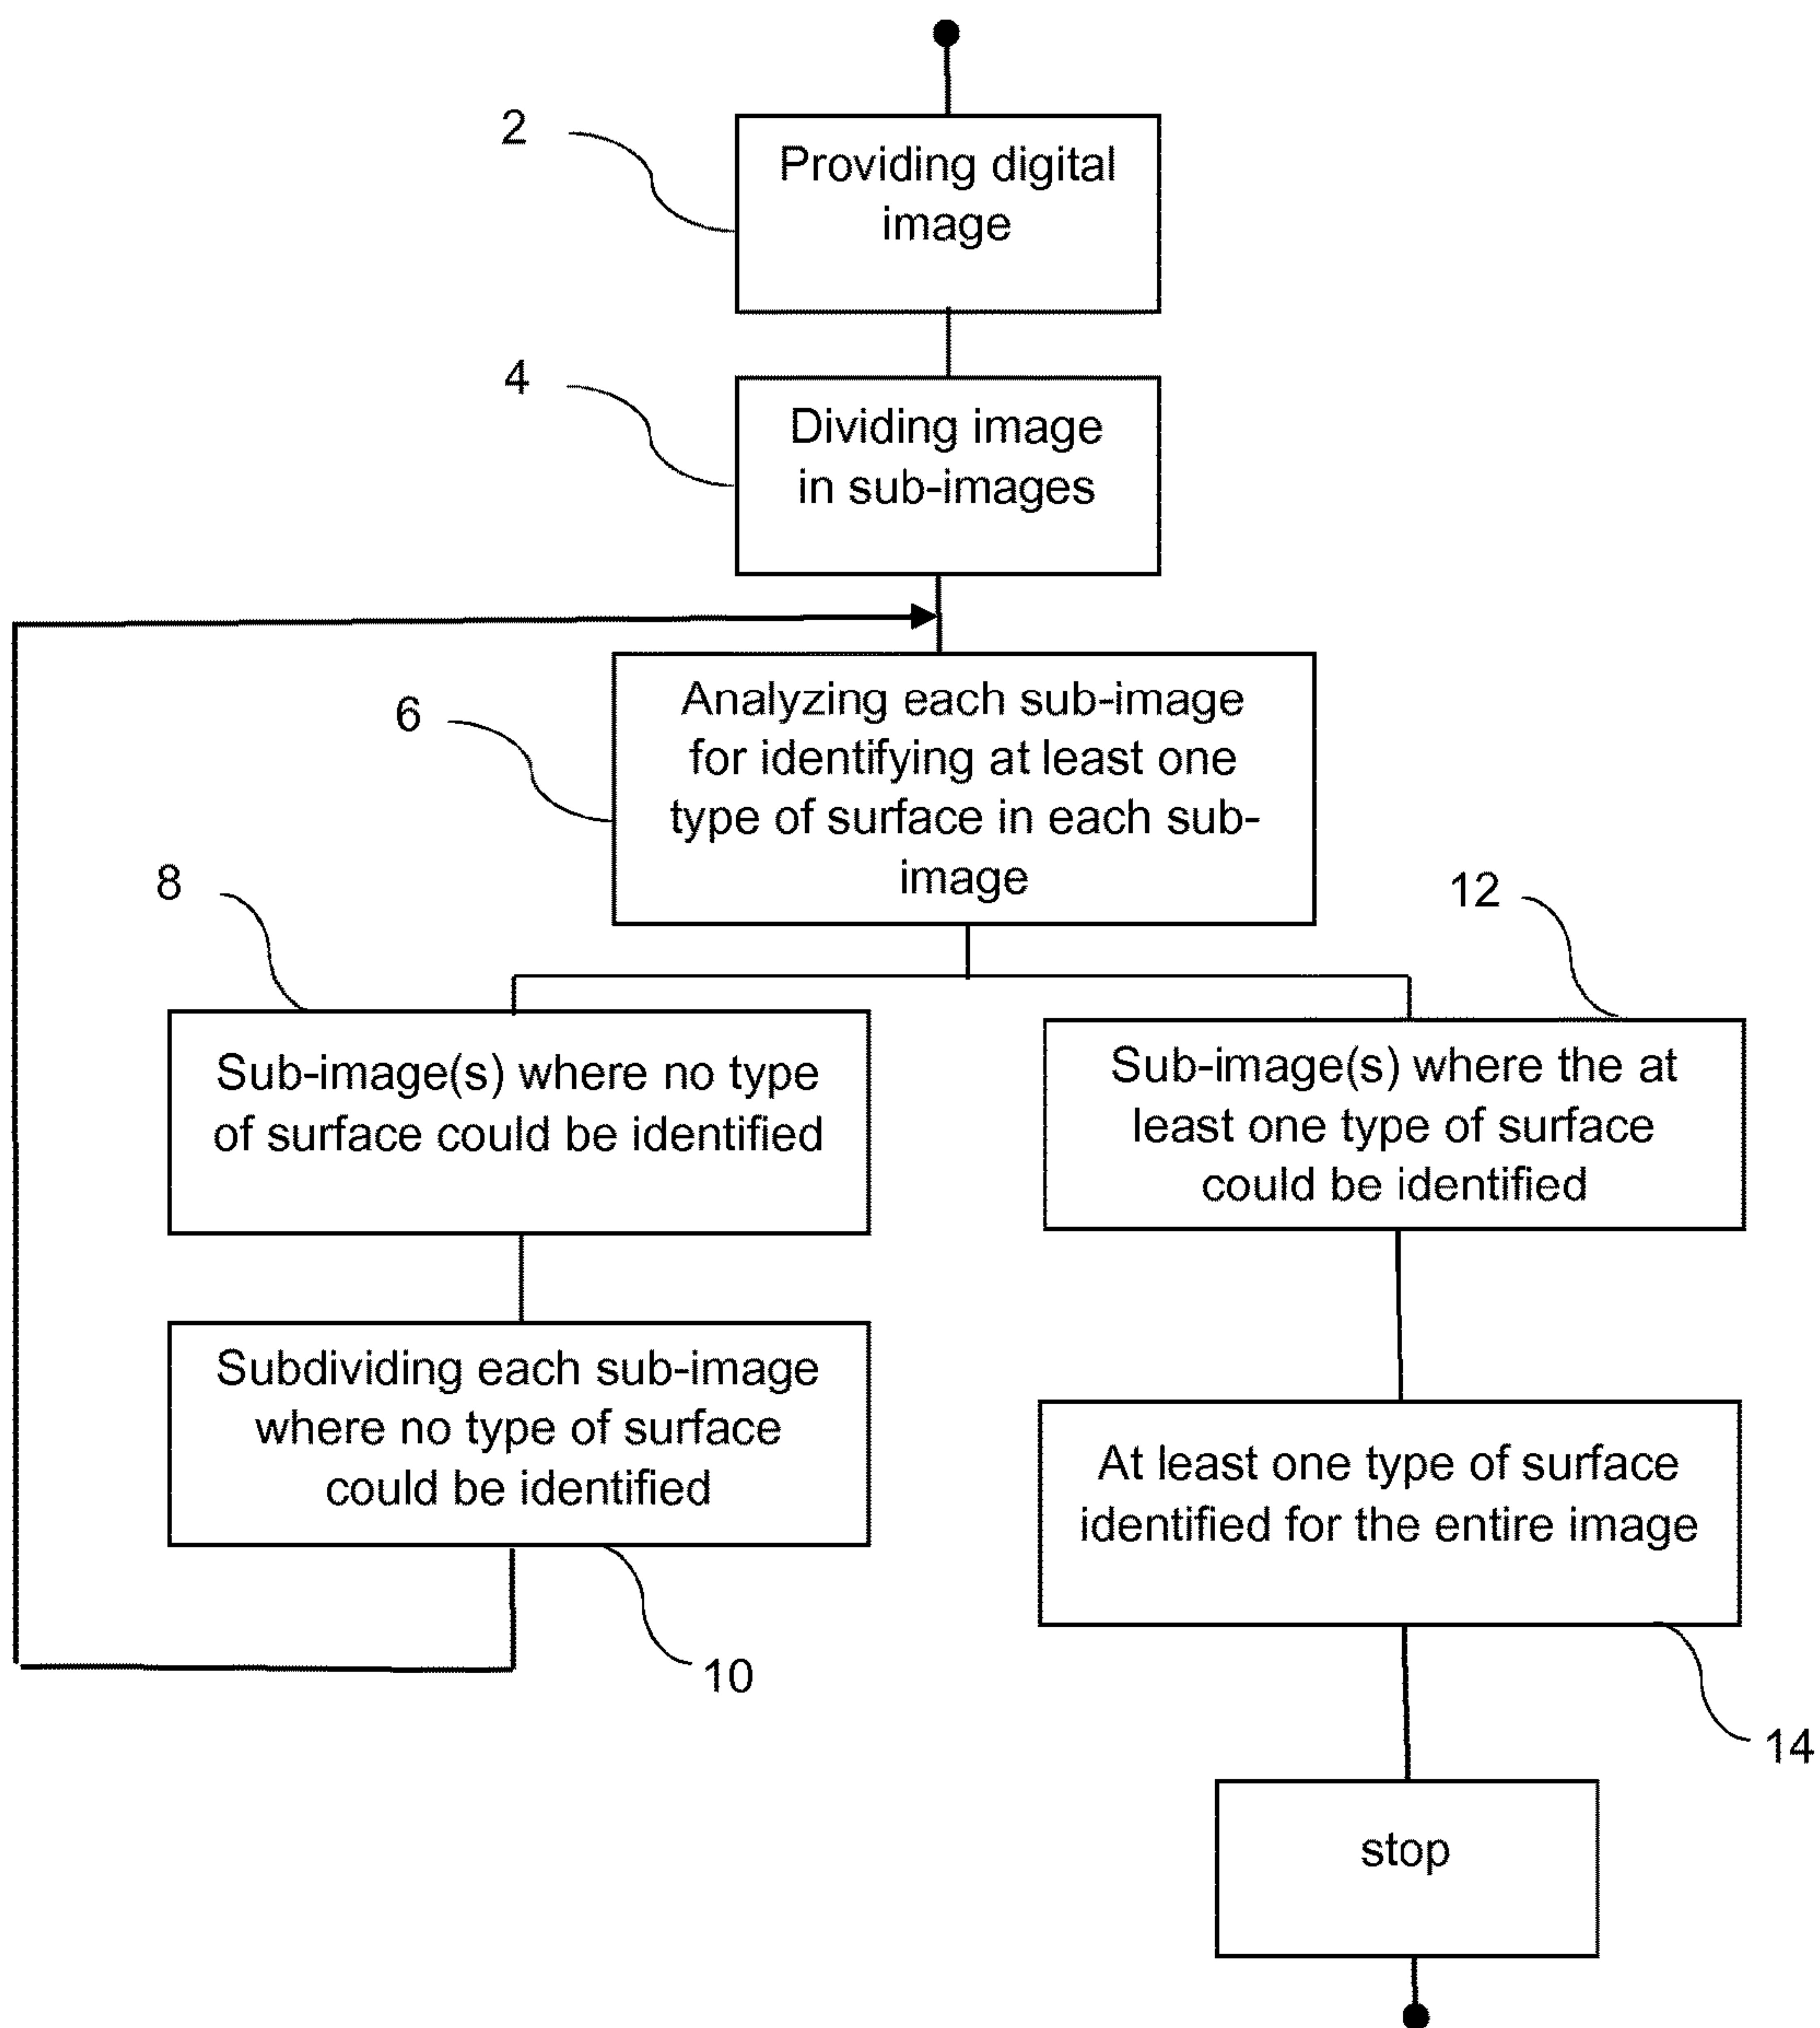 2
Providing digital
image
4
Dividing image
in sub-images
6
Analyzing each sub-image
for identifying at least one
type of surface in each sub-
image
8
12
Sub-image(s) where no type
of surface could be identified
Sub-image(s) where the at
least one type of surface
could be identified
Subdividing each sub-image
where no type of surface
could be identified
10
At least one type of surface
identified for the entire image
14
stop